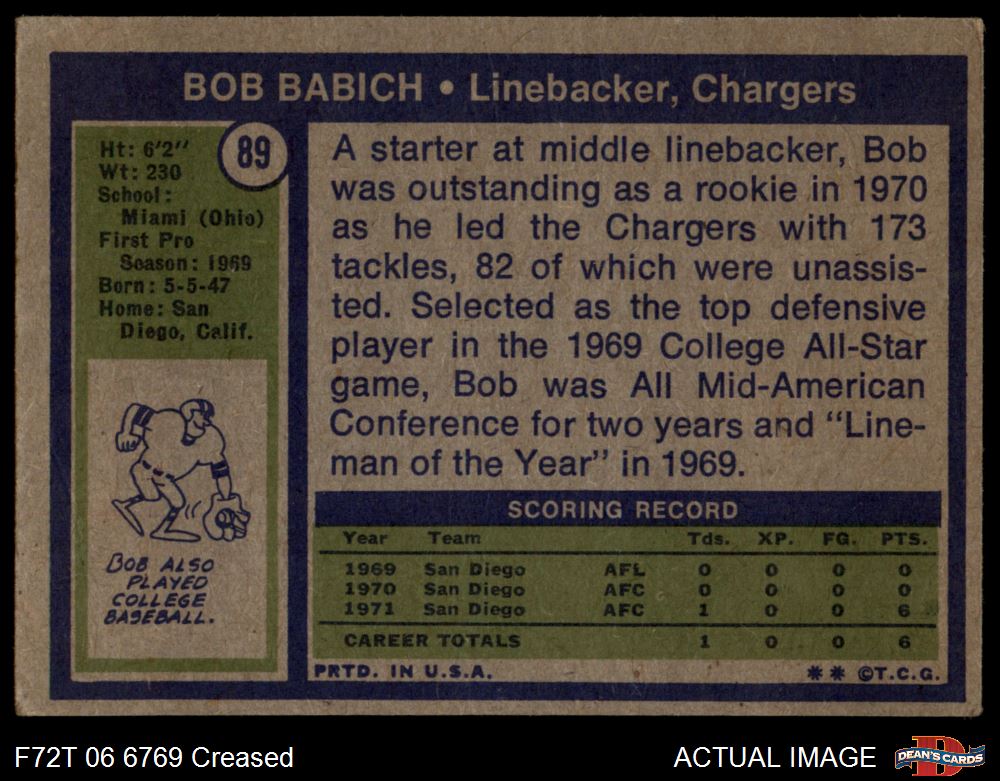 BOB BABICH • Linebacker, Chargers
89
Ht: 6'2"
Wt: 230
School:
Miami (Ohio)
First Pro
Season: 1969
Born: 5-5-47
Home: San
Diego, Calif.
BOB ALSO
PLAYED
COLLEGE
BASEBALL.
A starter at middle linebacker, Bob
was outstanding as a rookie in 1970
as he led the Chargers with 173
tackles, 82 of which were unassis-
ted. Selected as the top defensive
player in the 1969 College All-Star
game, Bob was All Mid-American
Conference for two years and "Line-
man of the Year" in 1969.
SCORING RECORD
Year Team Tds. XP. FG. PTS.
1969 San Diego AFL 0 0 0 0
1970 San Diego AFC 0 0 0 0
1971 San Diego AFC 1 0 0 6
CAREER TOTALS 1 0 0 6
PRTD. IN U.S.A. ✱ ✱ ©T.C.G.
F72T 06 6769 Creased ACTUAL IMAGE
DEAN'S CARDS